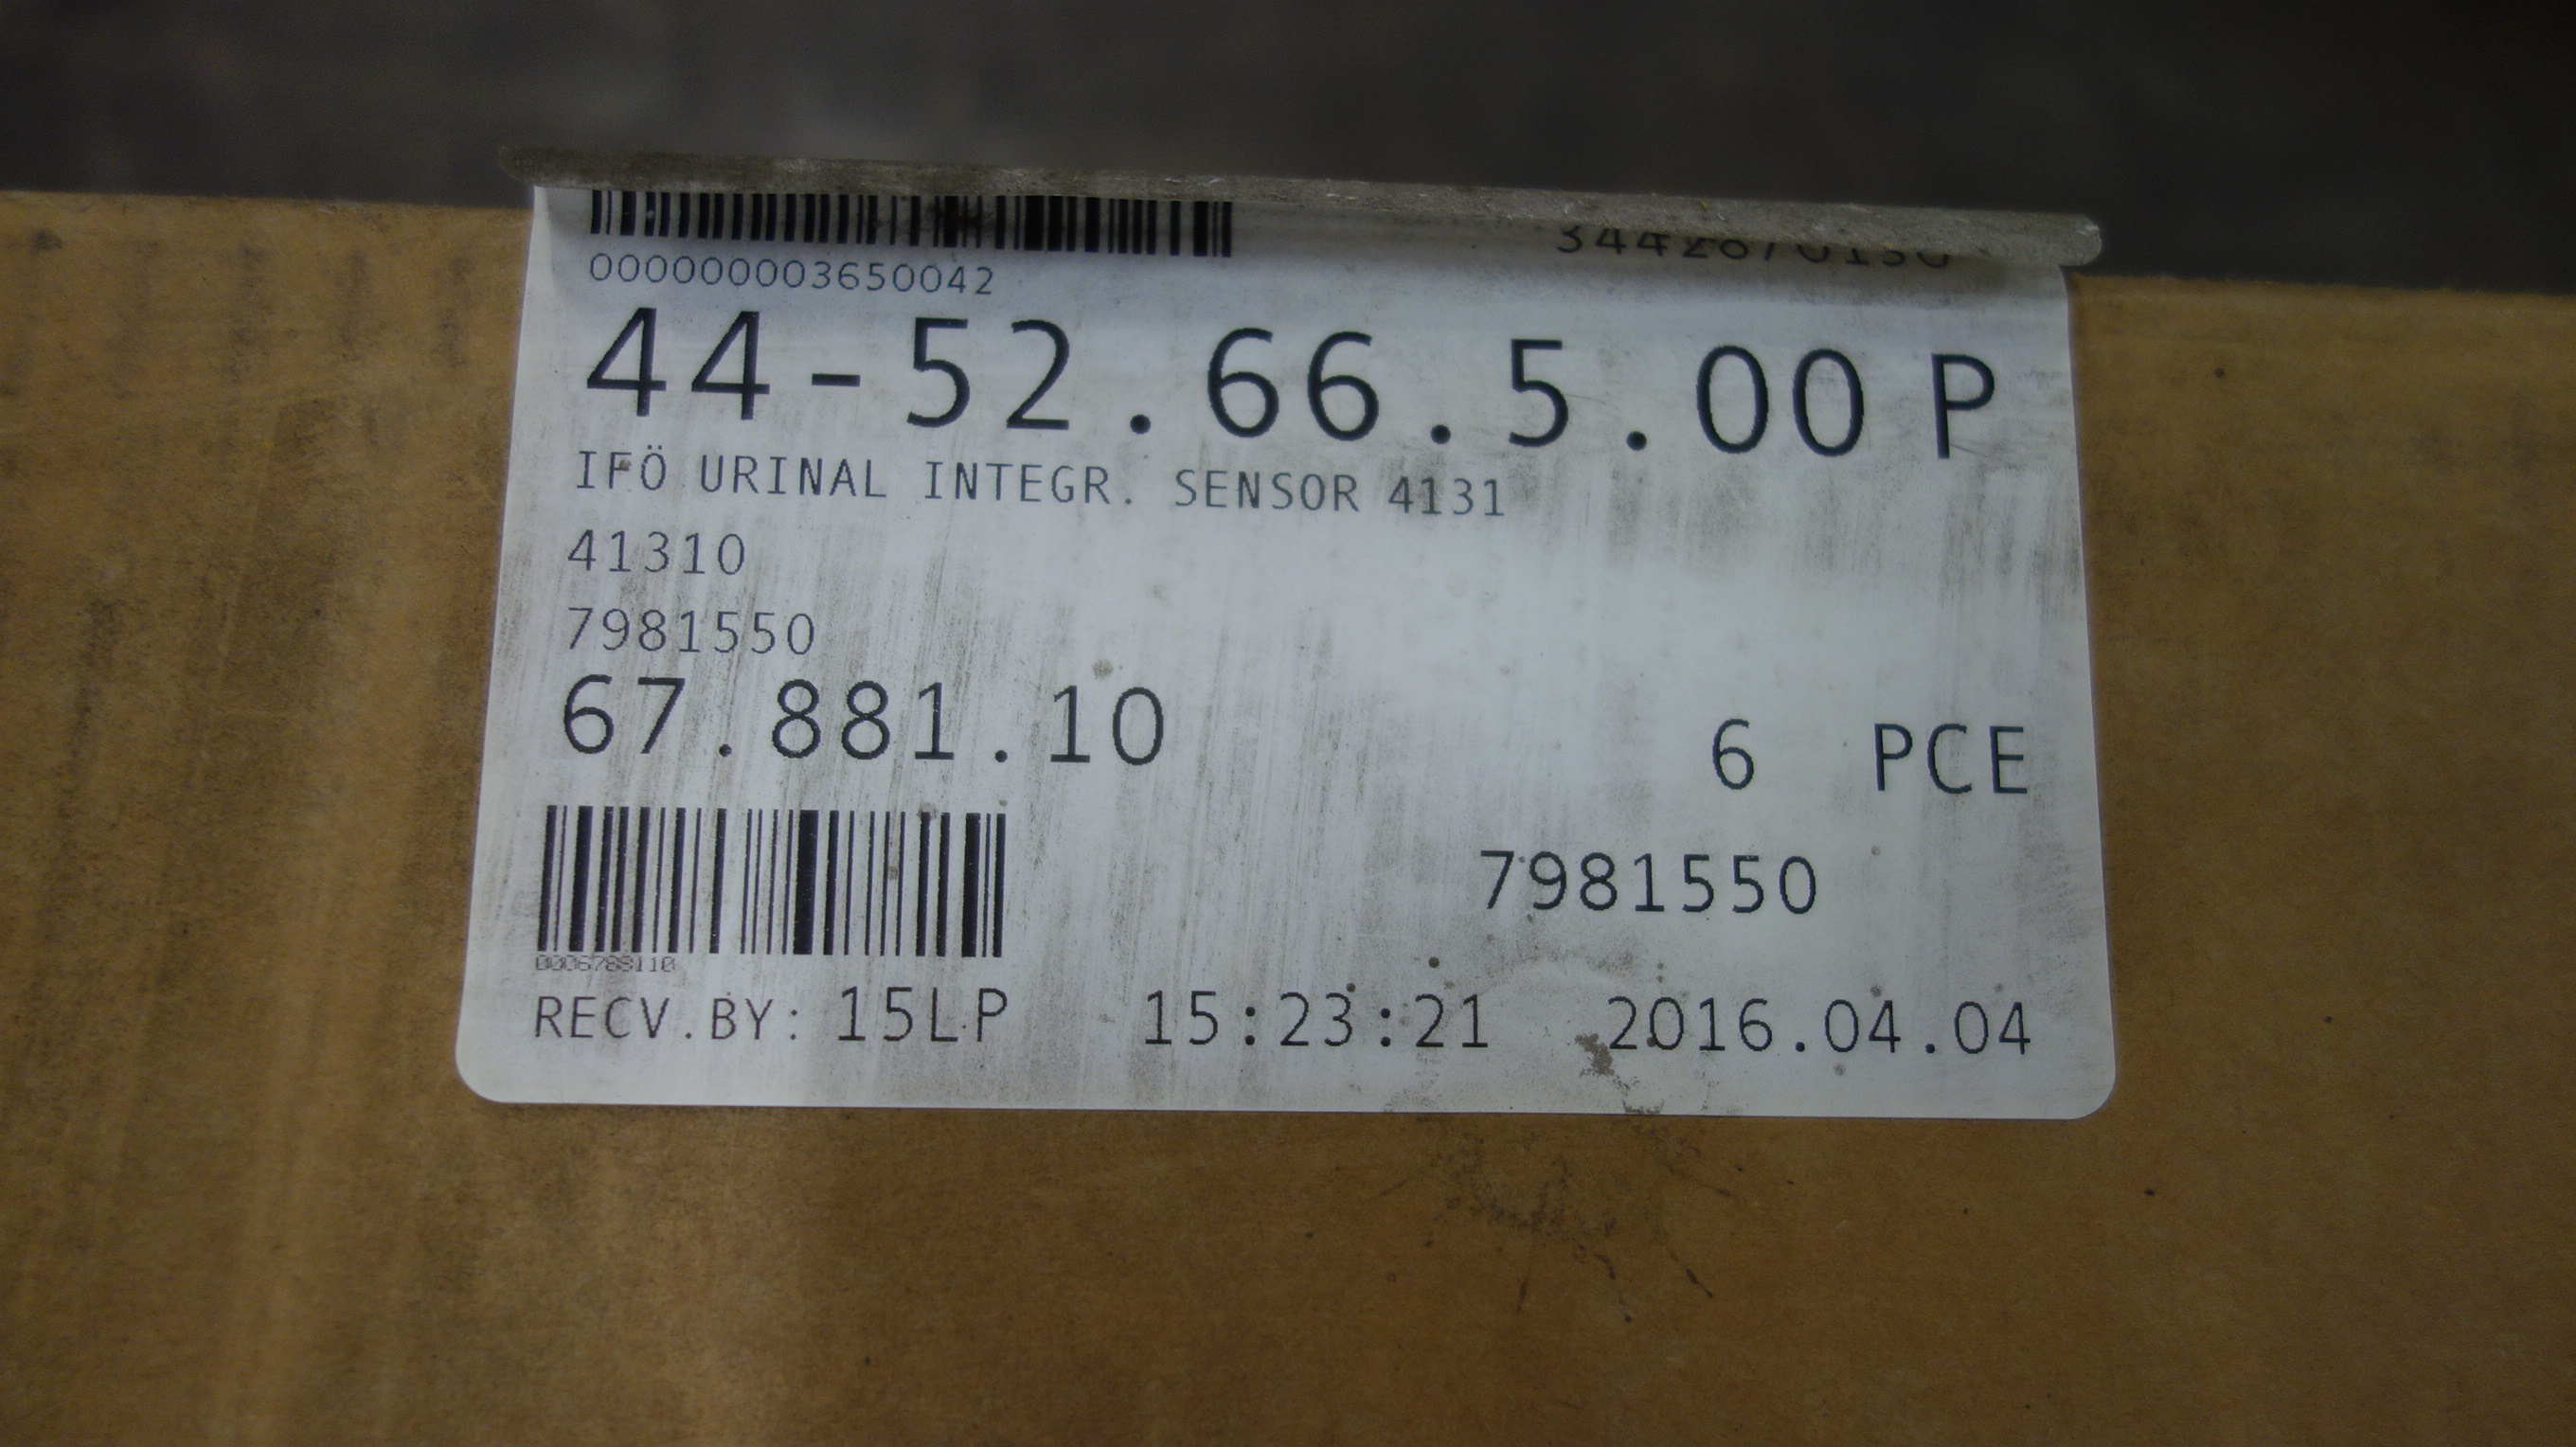 000000003650042
44-52.66.5.00 P
IFÖ URINAL INTEGR. SENSOR 4131
41310
7981550
67.881.10
6 PCE
7981550
0006788110
RECV.BY: 15LP 15:23:21 2016.04.04